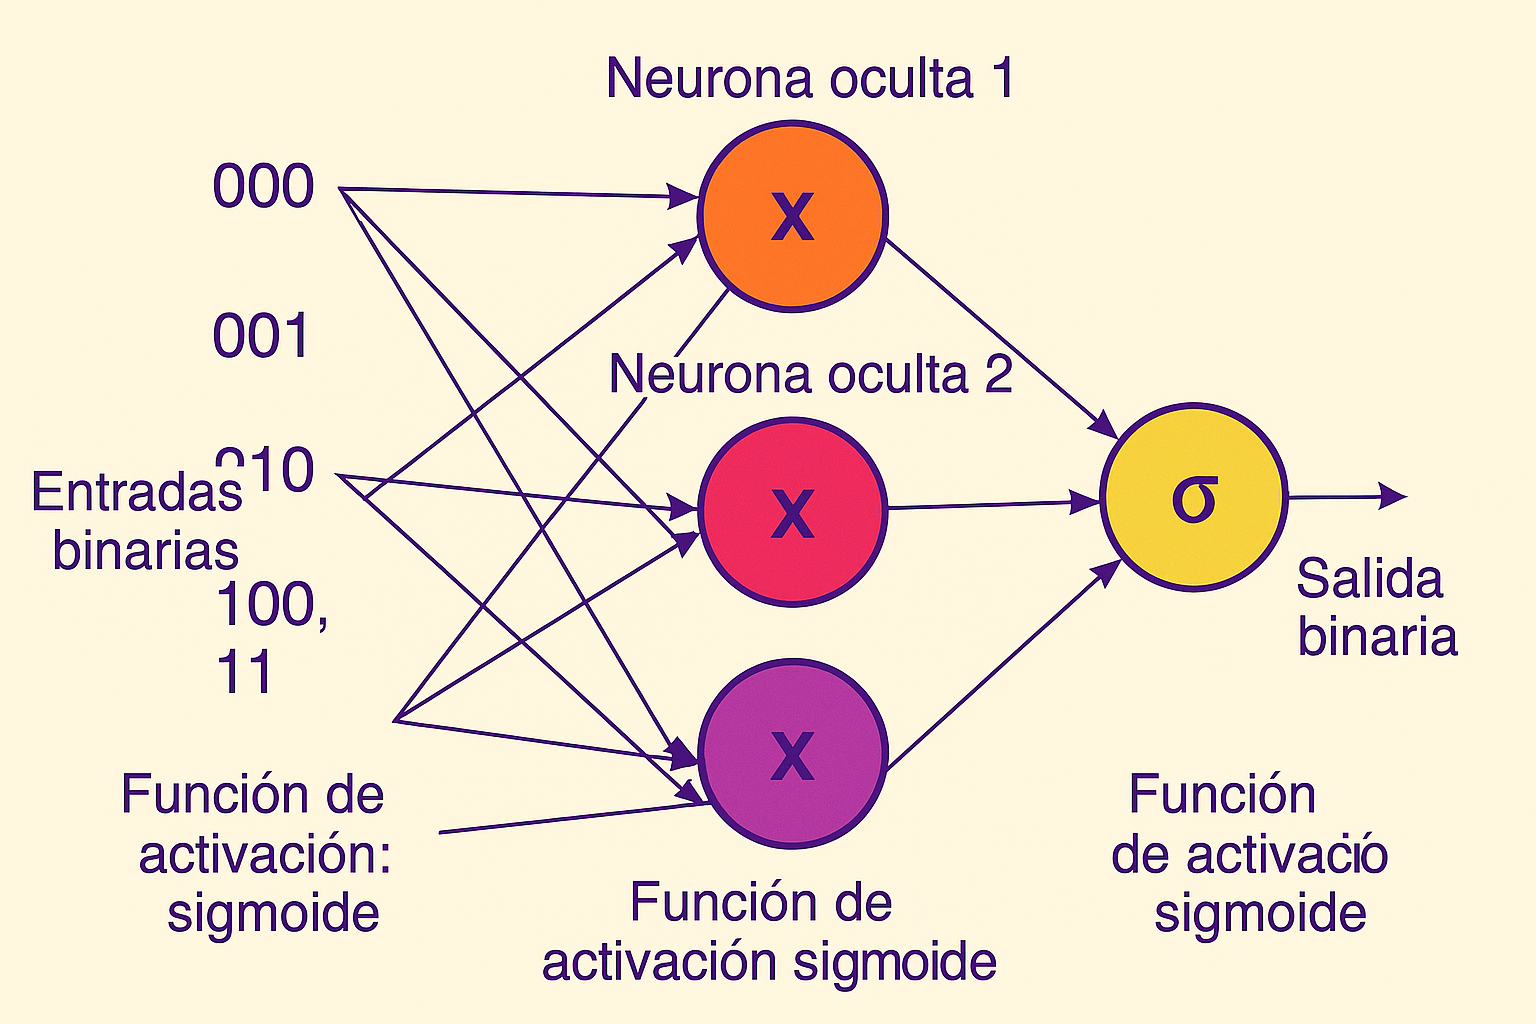 Neurona oculta 1
000
x
001
Neurona oculta 2
010
Entradas
binarias
x
σ
100,
11
Salida
binaria
x
Función de
activación:
sigmoide
Función de
activación sigmoide
Función
de activació
sigmoide